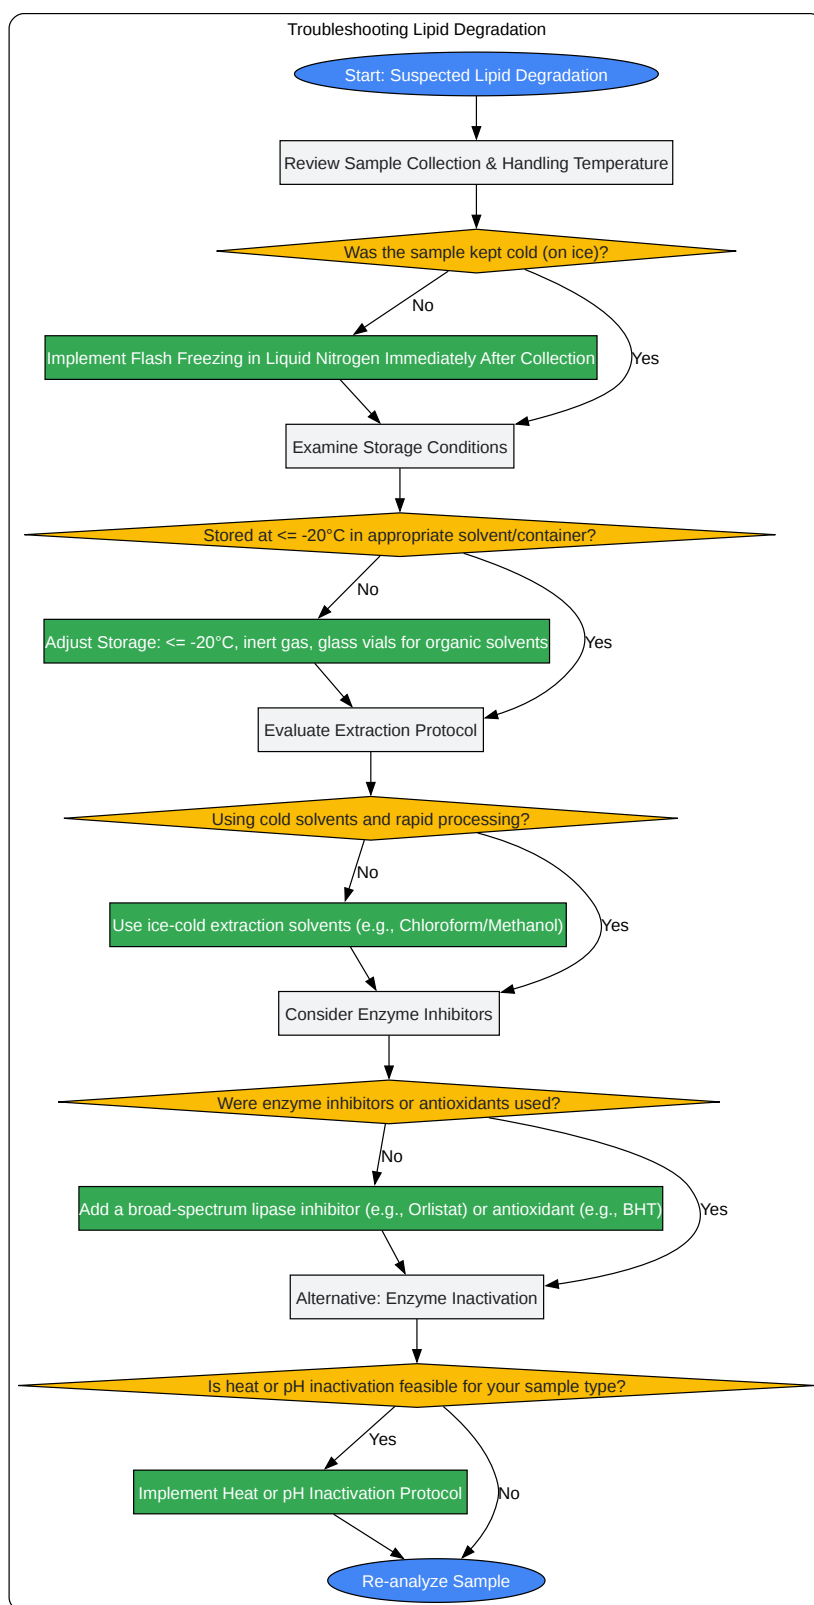 Troubleshooting Lipid Degradation
Start: Suspected Lipid Degradation
Review Sample Collection & Handling Temperature
Was the sample kept cold (on ice)?
No
Implement Flash Freezing in Liquid Nitrogen Immediately After Collection
Yes
Examine Storage Conditions
Stored at <= -20°C in appropriate solvent/container?
No
Adjust Storage: <= -20°C, inert gas, glass vials for organic solvents
Yes
Evaluate Extraction Protocol
Using cold solvents and rapid processing?
No
Use ice-cold extraction solvents (e.g., Chloroform/Methanol)
Yes
Consider Enzyme Inhibitors
Were enzyme inhibitors or antioxidants used?
No
Add a broad-spectrum lipase inhibitor (e.g., Orlistat) or antioxidant (e.g., BHT)
Yes
Alternative: Enzyme Inactivation
Is heat or pH inactivation feasible for your sample type?
Yes
Implement Heat or pH Inactivation Protocol
No
Re-analyze Sample